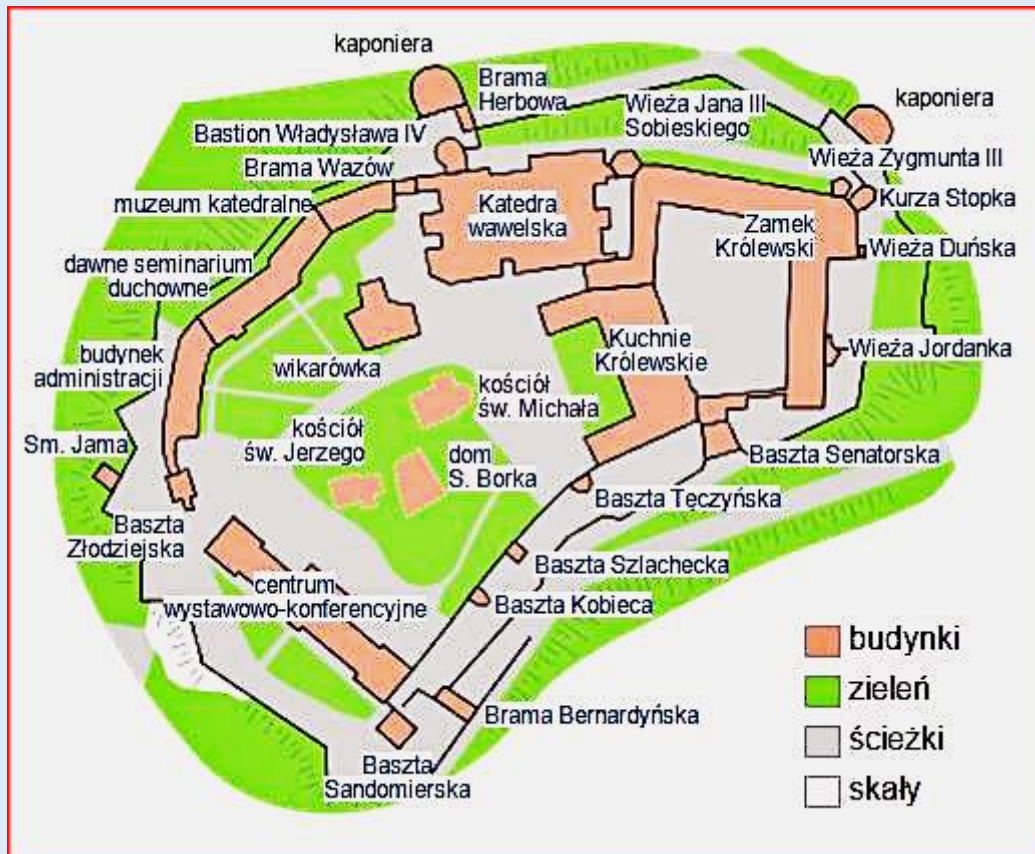 kaponiera
Brama
Herbowa
Wieża Jana III
Sobieskiego
kaponiera
Bastion Władysława IV
Brama Wazów
Wieża Zygmunta III
muzeum katedralne
Katedra
wawelska
Zamek
Królewski
Kurza Stopka
Wieża Duńska
dawne seminarium
duchowne
Kuchnie
Królewskie
Wieża Jordanka
budynek
administracji
wikarówka
kościół
św. Michała
kościół
św. Jerzego
dom
S. Borka
Sm. Jama
Baszta Senatorska
Baszta Tęczyńska
Baszta
Złodziejska
Baszta Szlachecka
centrum
wystawowo-konferencyjne
Baszta Kobieca
Brama Bernardyńska
Baszta
Sandomierska
budynki
zieleń
ścieżki
skały